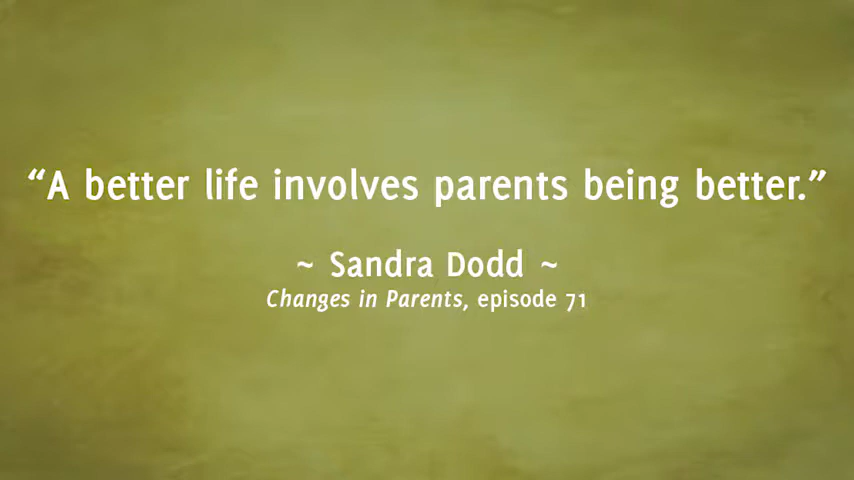 “A better life involves parents being better.”
~ Sandra Dodd ~
Changes in Parents, episode 71